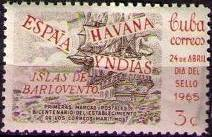 ESPAÑA
HAVANA
YNDIAS
ISLAS DE
BARLOVENTO
PRIMERAS MARCAS POSTALES
BICENTENARIO DEL ESTABLECIMIENTO
DE LOS CORREOS MARITIMOS
Cuba
correos
24 DE ABRIL
DIA DEL
SELLO
1965
3c